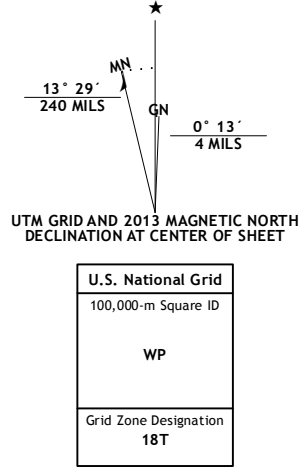 MN
13° 29´
240 MILS
GN
0° 13´
4 MILS
UTM GRID AND 2013 MAGNETIC NORTH
DECLINATION AT CENTER OF SHEET
U.S. National Grid
100,000-m Square ID
WP
Grid Zone Designation
18T